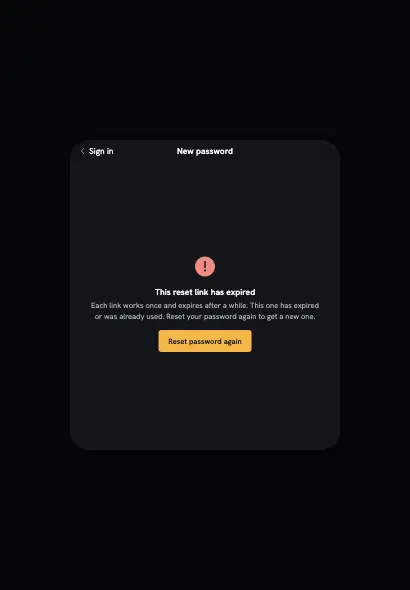 Sign in
New password
!
This reset link has expired
Each link works once and expires after a while. This one has expired
or was already used. Reset your password again to get a new one.
Reset password again